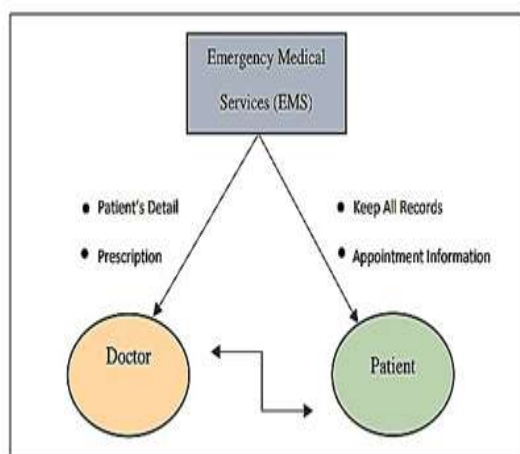 Emergency Medical
Services (EMS)
• Patient's Detail
• Prescription
• Keep All Records
• Appointment Information
Doctor
Patient